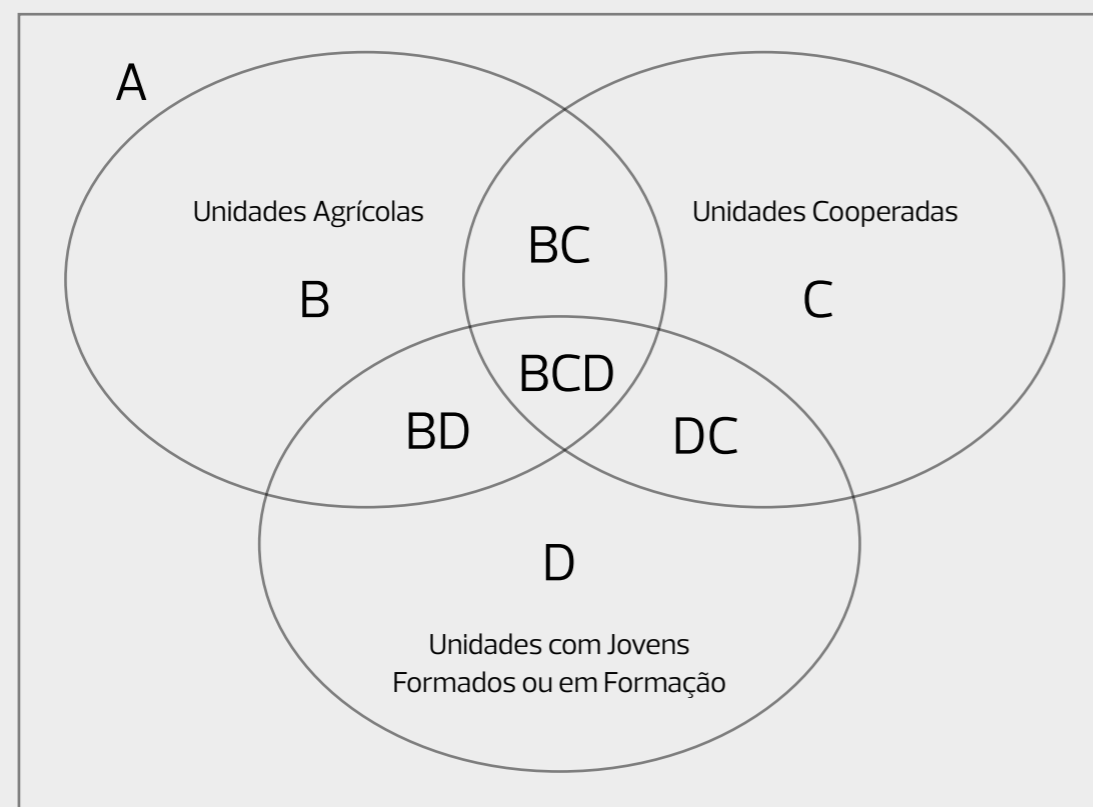 A
Unidades Agrícolas
Unidades Cooperadas
BC
B
C
BCD
BD
DC
D
Unidades com Jovens
Formados ou em Formação